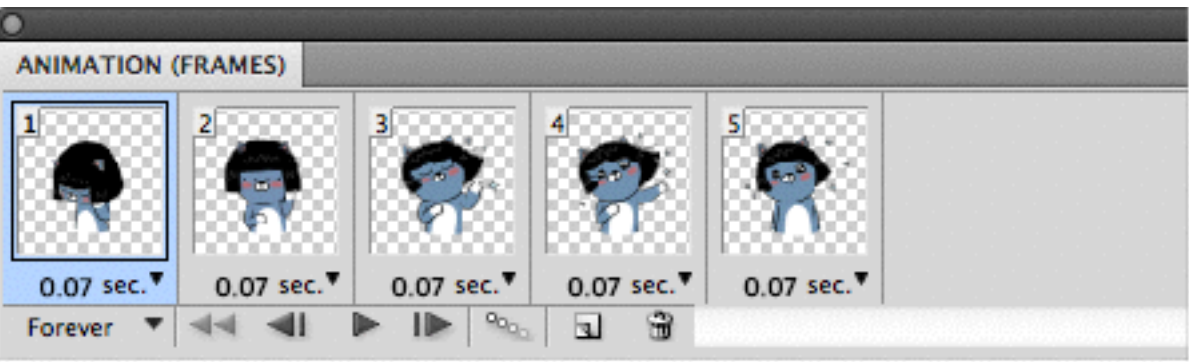 ANIMATION (FRAMES)
1 2 3 4 5
0.07 sec. 0.07 sec. 0.07 sec. 0.07 sec. 0.07 sec.
Forever